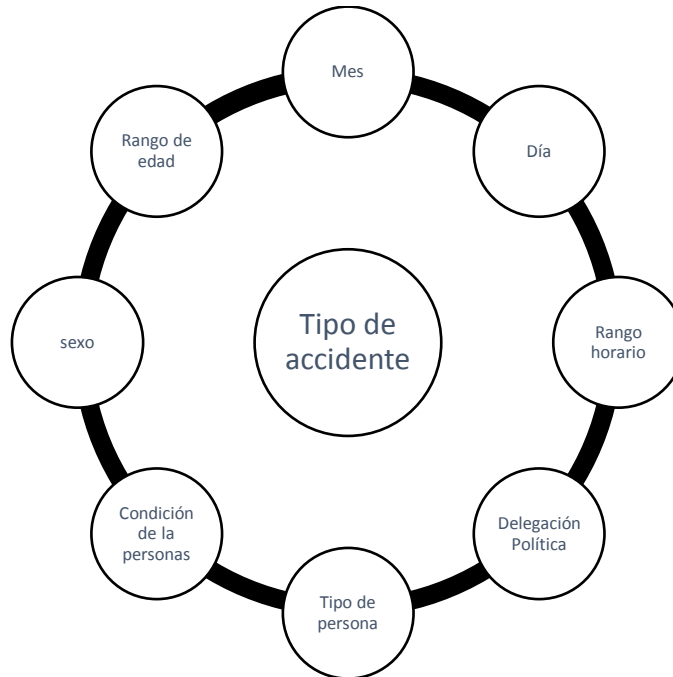 Mes
Día
Rango
horario
Delegación
Política
Tipo de
persona
Condición
de la
personas
sexo
Rango de
edad
Tipo de
accidente